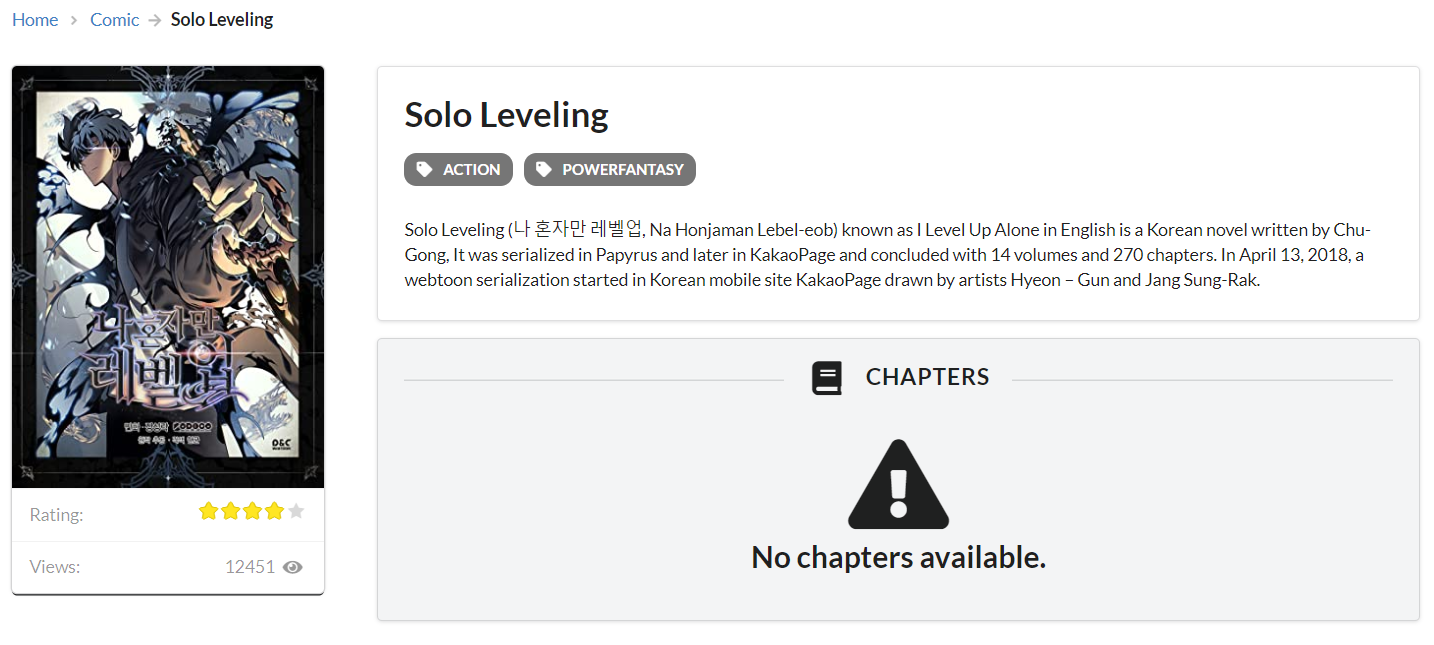 Home Comic Solo Leveling
나 혼자만
레벨업
D&C
Rating:
Views: 12451
Solo Leveling
ACTION POWERFANTASY
Solo Leveling (나 혼자만 레벨업, Na Honjaman Lebel-eob) known as I Level Up Alone in English is a Korean novel written by Chu-
Gong, It was serialized in Papyrus and later in KakaoPage and concluded with 14 volumes and 270 chapters. In April 13, 2018, a
webtoon serialization started in Korean mobile site KakaoPage drawn by artists Hyeon – Gun and Jang Sung-Rak.
CHAPTERS
No chapters available.